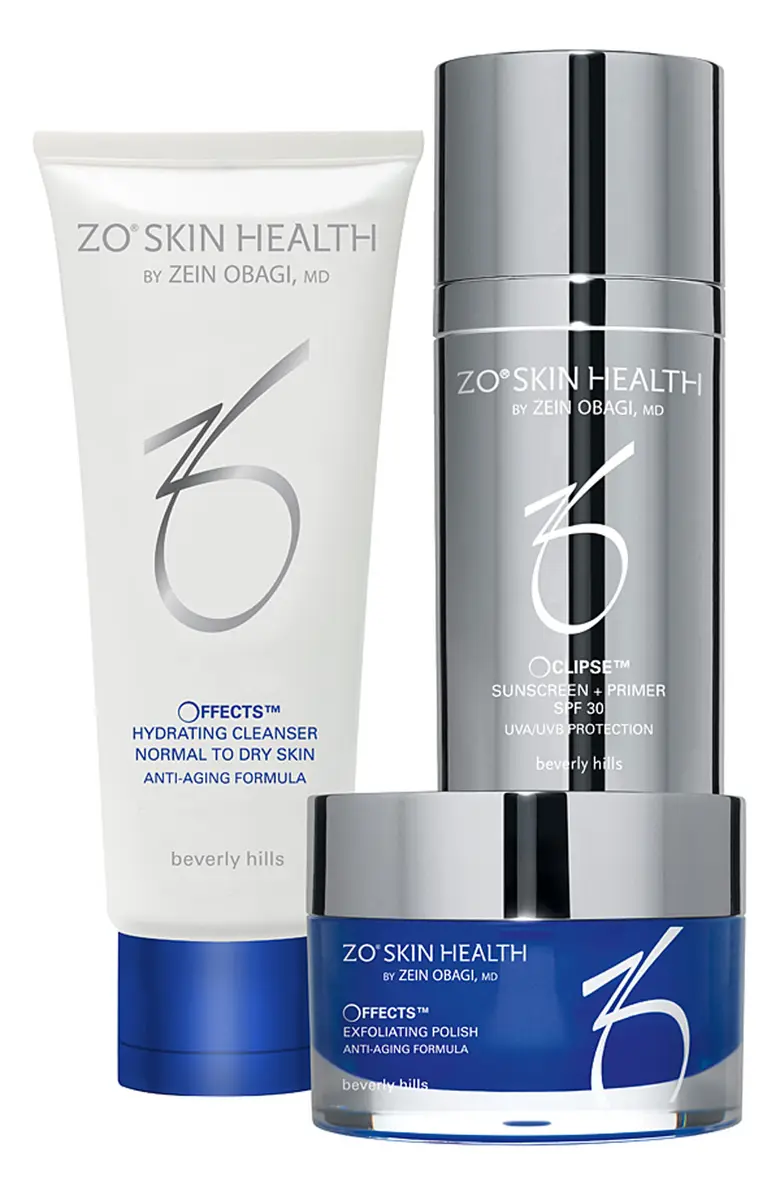 ZO® SKIN HEALTH
BY ZEIN OBAGI, MD
OFFECTS™
HYDRATING CLEANSER
NORMAL TO DRY SKIN
ANTI-AGING FORMULA
beverly hills
ZO® SKIN HEALTH
BY ZEIN OBAGI, MD
OCLIPSE™
SUNSCREEN + PRIMER
SPF 30
UVA/UVB PROTECTION
beverly hills
ZO® SKIN HEALTH
BY ZEIN OBAGI, MD
OFFECTS™
EXFOLIATING POLISH
ANTI-AGING FORMULA
beverly hills